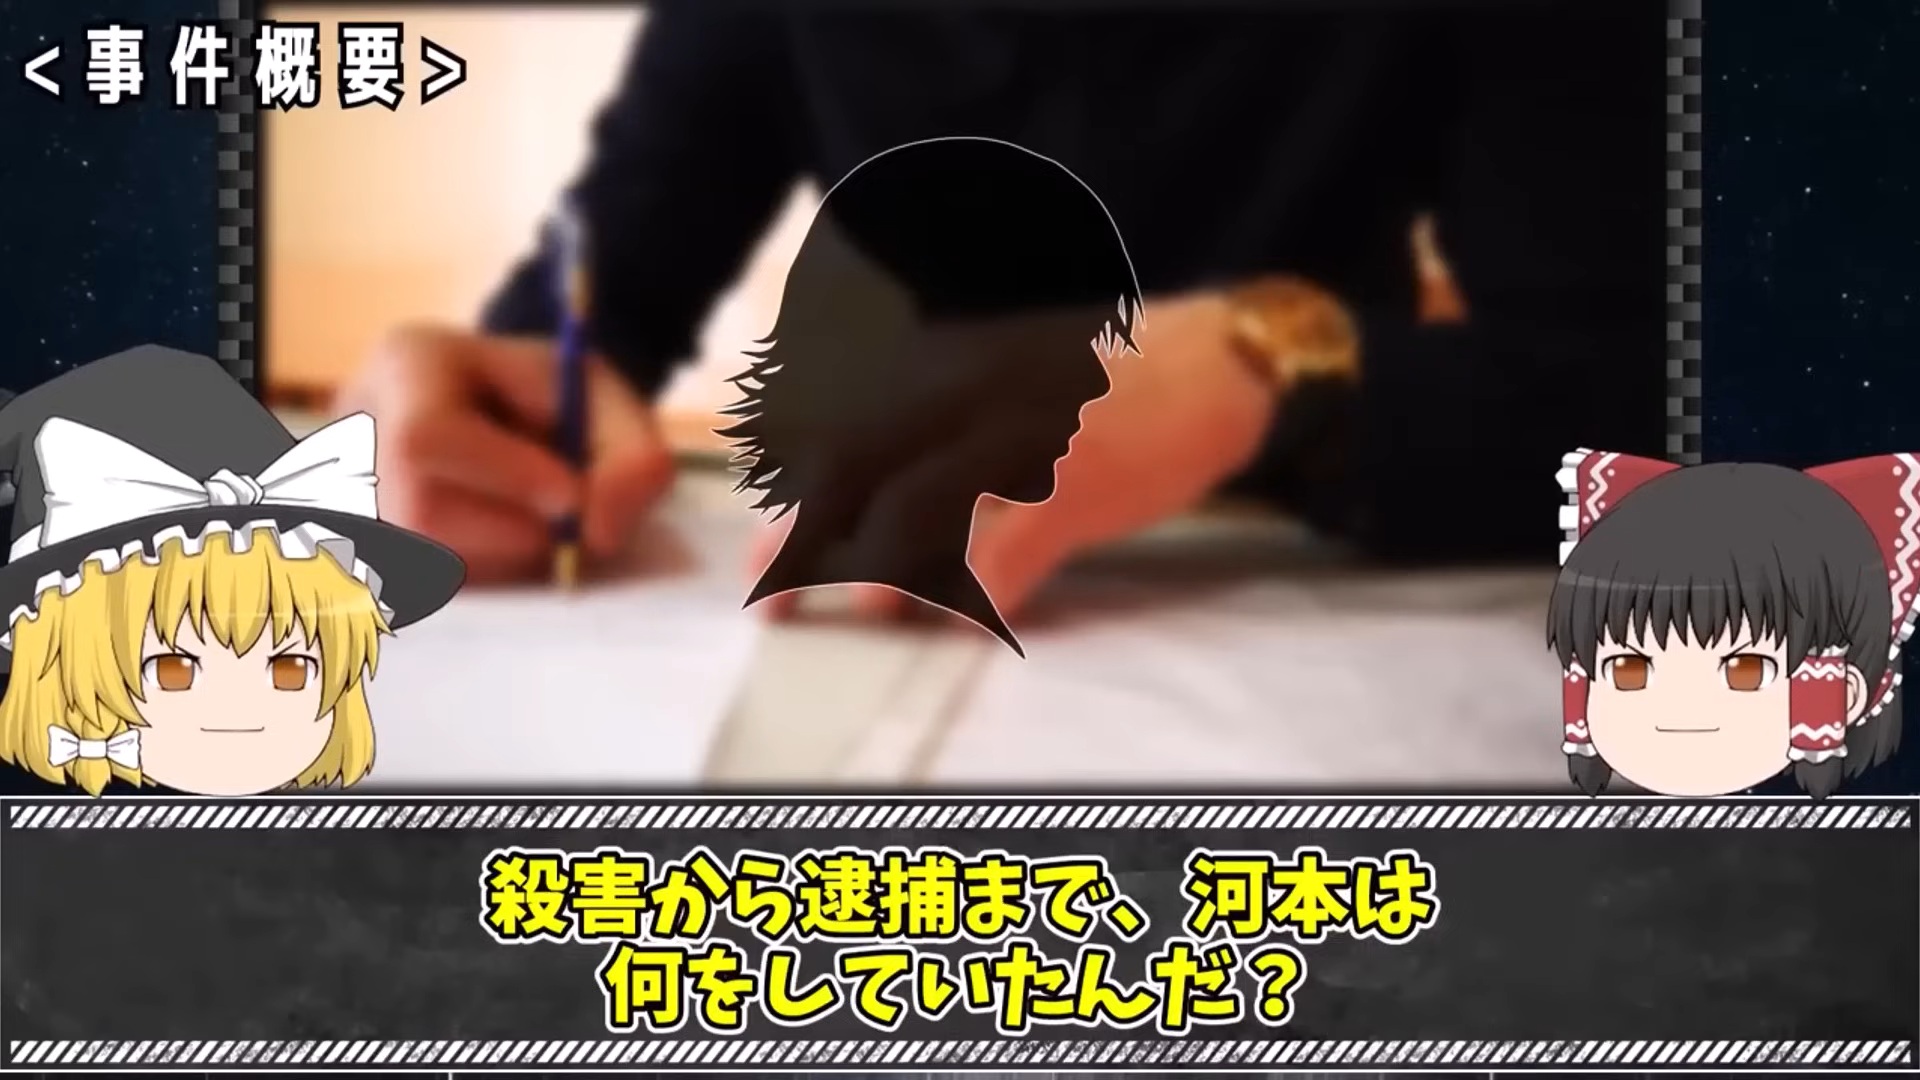 <事件概要>
殺害から逮捕まで、河本は
何をしていたんだ？